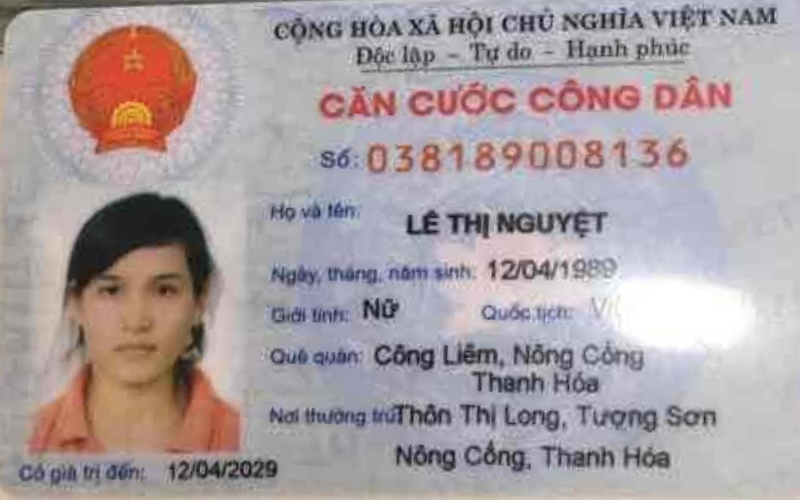 CỘNG HÒA XÃ HỘI CHỦ NGHĨA VIỆT NAM
Độc lập - Tự do - Hạnh phúc
CĂN CƯỚC CÔNG DÂN
Số: 038189008136
Họ và tên: LÊ THỊ NGUYỆT
Ngày, tháng, năm sinh: 12/04/1989
Giới tính: Nữ Quốc tịch:
Quê quán: Công Liêm, Nông Cống
Thanh Hóa
Nơi thường trú: Thôn Thị Long, Tượng Sơn
Nông Cống, Thanh Hóa
Có giá trị đến: 12/04/2029